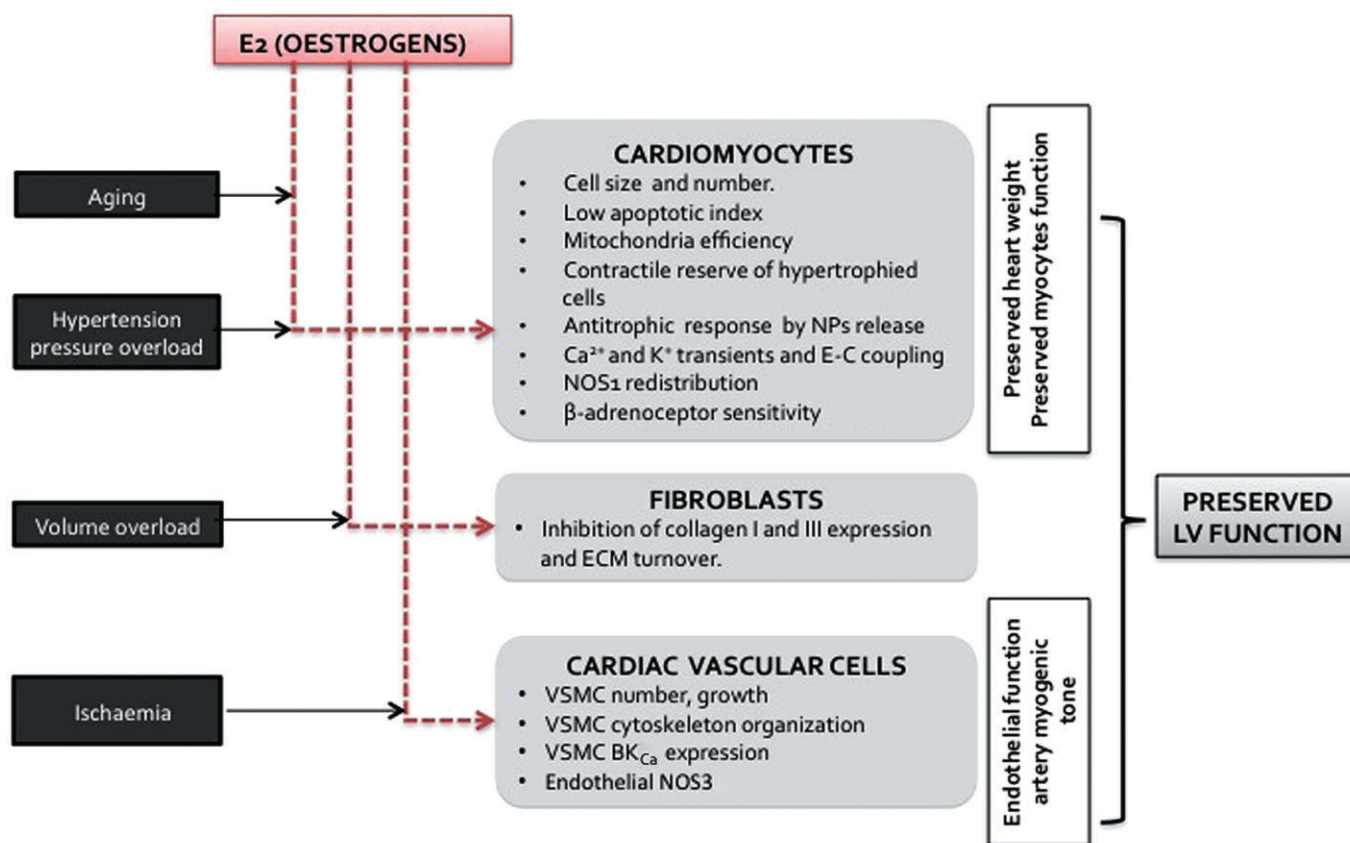 E2 (OESTROGENS)
Aging
Hypertension
pressure overload
Volume overload
Ischaemia
CARDIOMYOCYTES
• Cell size and number.
• Low apoptotic index
• Mitochondria efficiency
• Contractile reserve of hypertrophied
cells
• Antitrophic response by NPs release
• Ca²⁺ and K⁺ transients and E-C coupling
• NOS1 redistribution
• β-adrenoceptor sensitivity
FIBROBLASTS
• Inhibition of collagen I and III expression
and ECM turnover.
CARDIAC VASCULAR CELLS
• VSMC number, growth
• VSMC cytoskeleton organization
• VSMC BKCa expression
• Endothelial NOS3
Preserved heart weight
Preserved myocytes function
Endothelial function
artery myogenic
tone
PRESERVED
LV FUNCTION